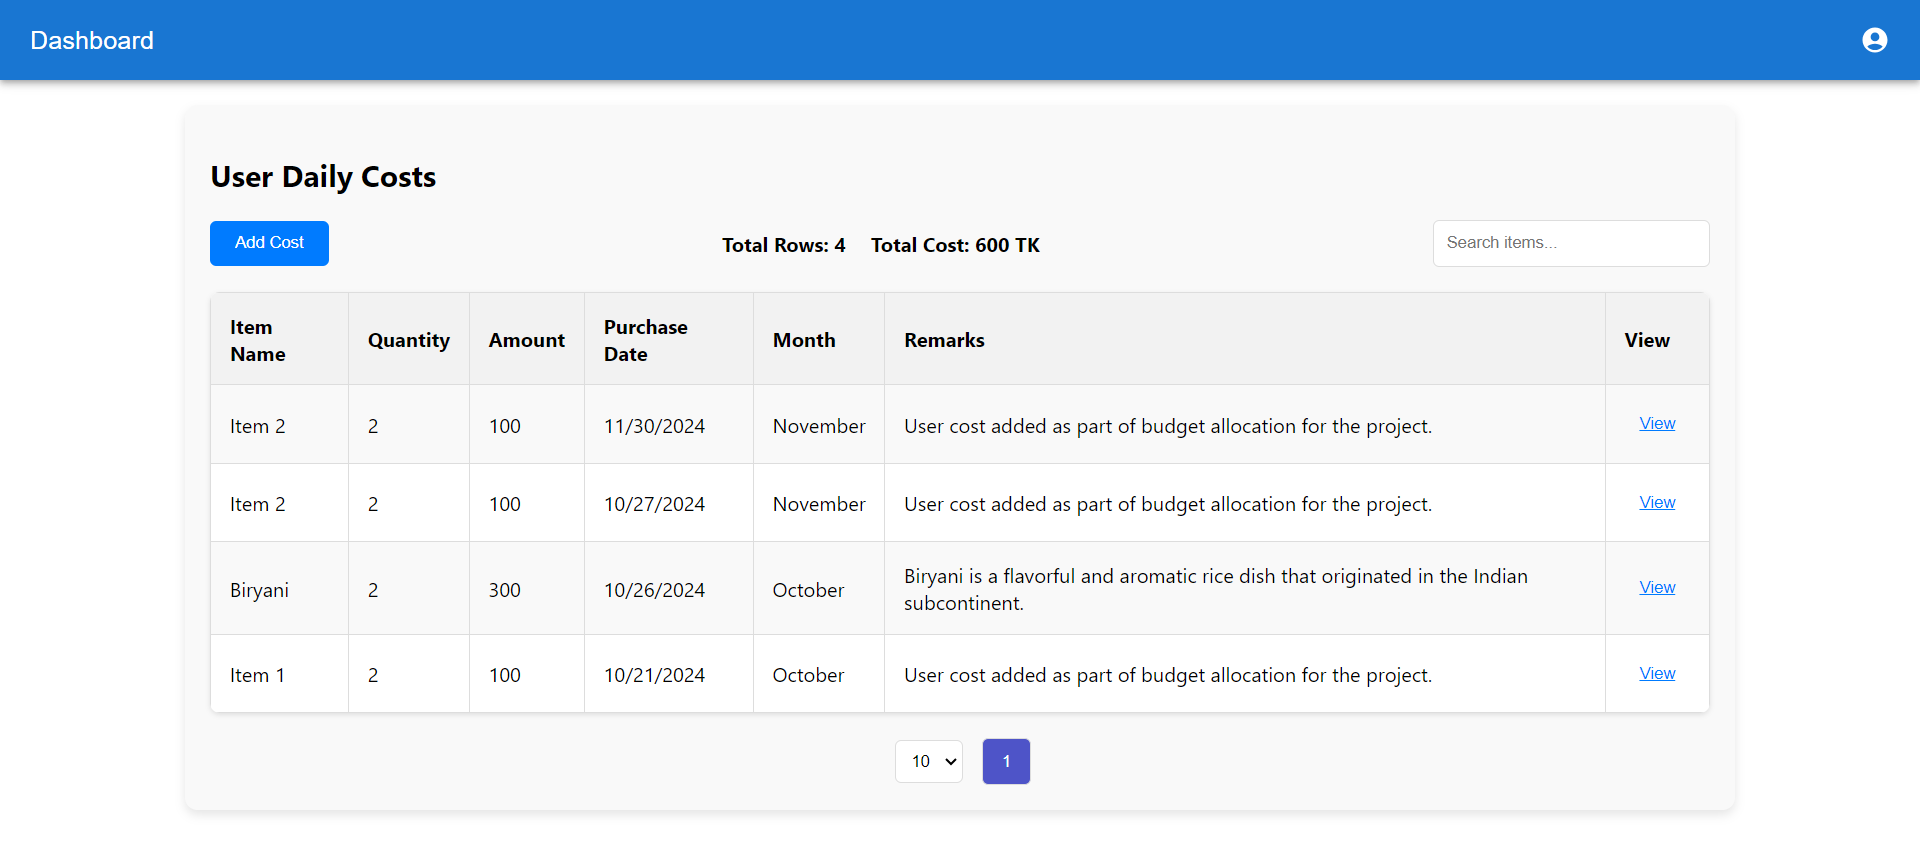 Dashboard
User Daily Costs
Add Cost
Total Rows: 4 Total Cost: 600 TK
Search items...
Item Name Quantity Amount Purchase Date Month Remarks View
Item 2 2 100 11/30/2024 November User cost added as part of budget allocation for the project. View
Item 2 2 100 10/27/2024 November User cost added as part of budget allocation for the project. View
Biryani 2 300 10/26/2024 October Biryani is a flavorful and aromatic rice dish that originated in the Indian subcontinent. View
Item 1 2 100 10/21/2024 October User cost added as part of budget allocation for the project. View
10 1